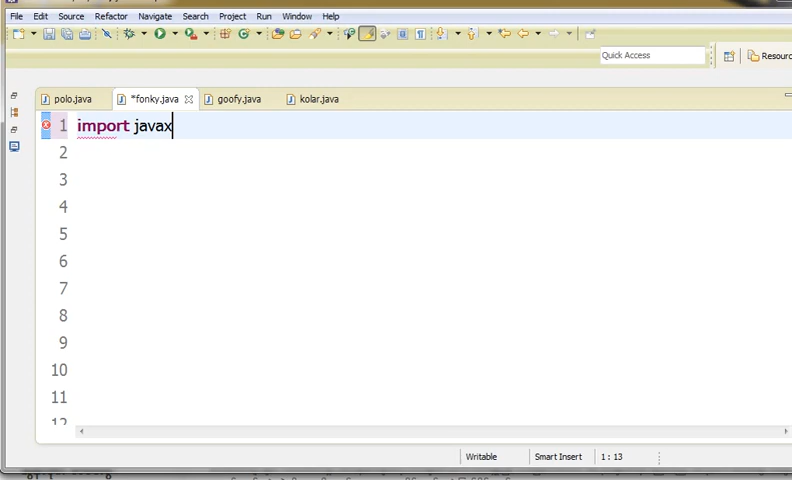 File Edit Source Refactor Navigate Search Project Run Window Help
Quick Access
Resourc
polo.java *fonky.java goofy.java kolar.java
1 import javax
2
3
4
5
6
7
8
9
10
11
12
Writable Smart Insert 1 : 13